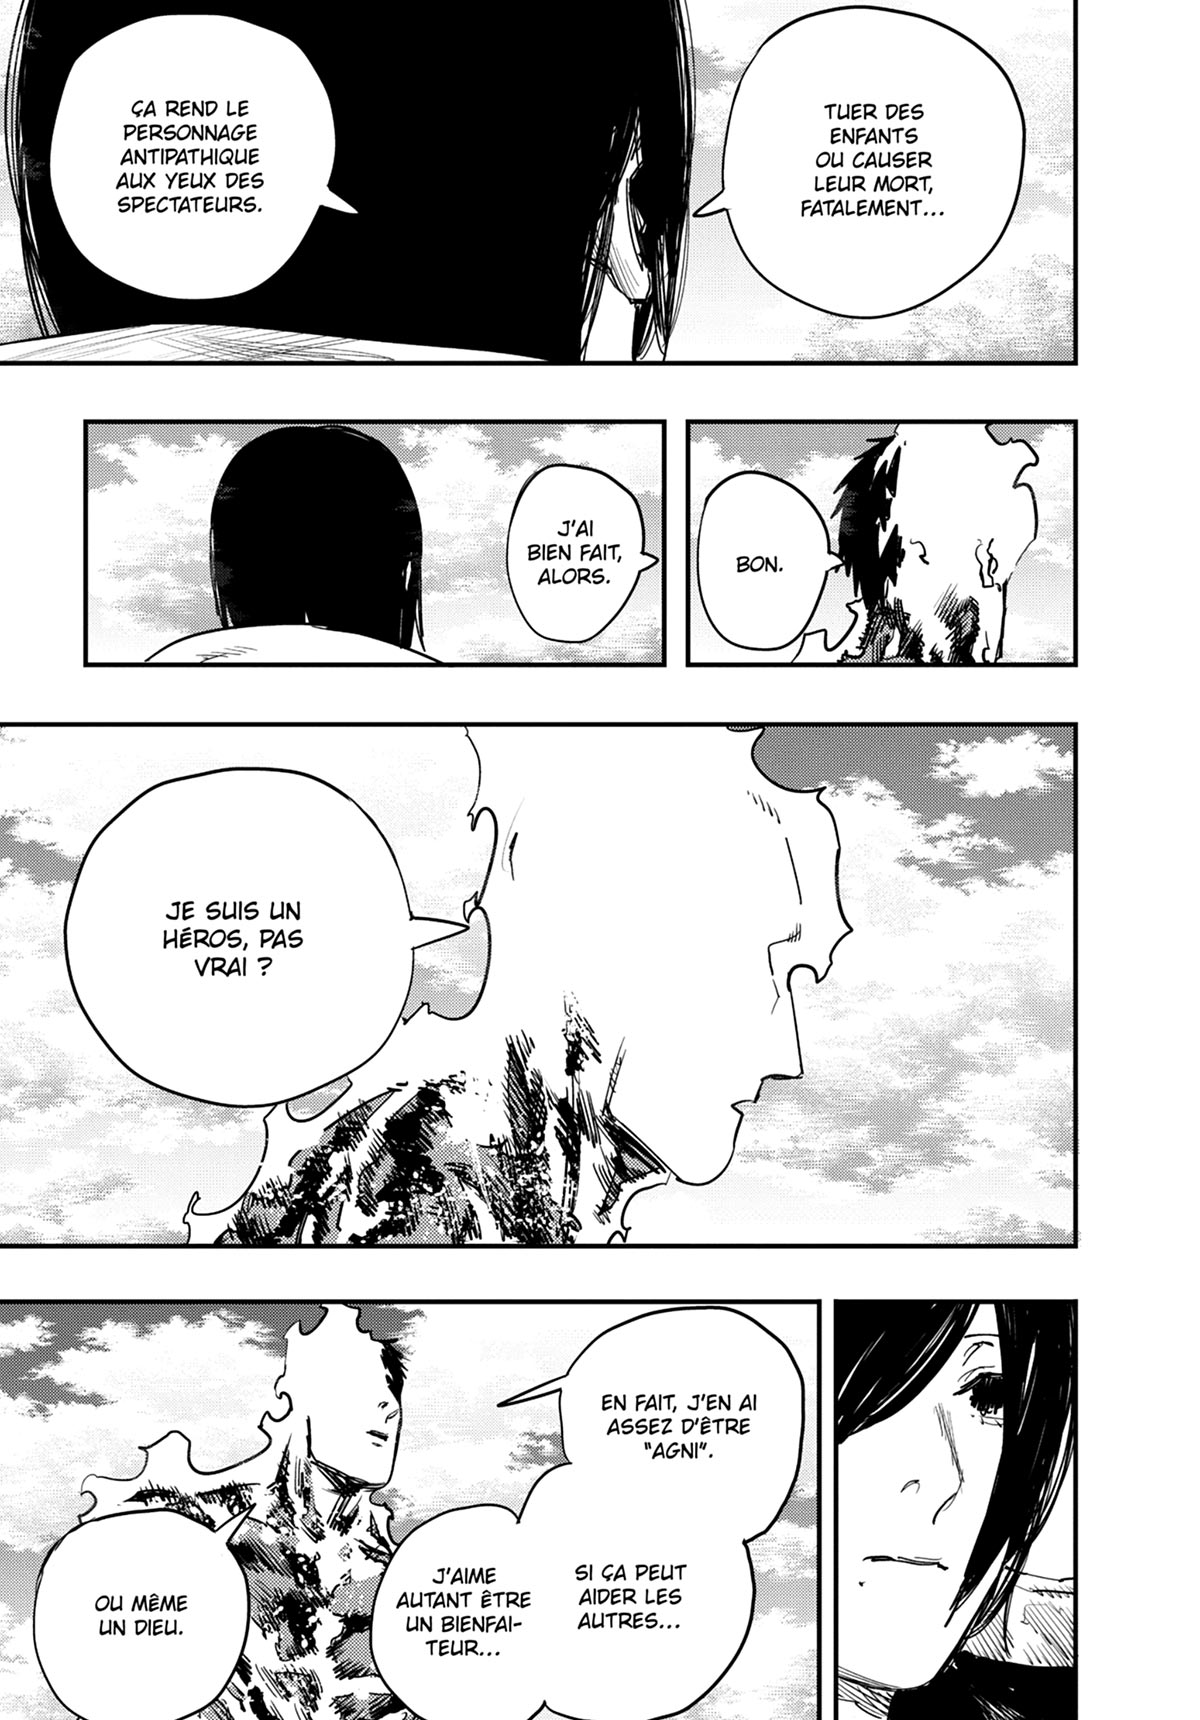 TUER DES
ENFANTS
OU CAUSER
LEUR MORT,
FATALEMENT...
ÇA REND LE
PERSONNAGE
ANTIPATHIQUE
AUX YEUX DES
SPECTATEURS.
BON.
J'AI
BIEN FAIT,
ALORS.
JE SUIS UN
HÉROS, PAS
VRAI ?
EN FAIT, J'EN AI
ASSEZ D'ÊTRE
"AGNI".
SI ÇA PEUT
AIDER LES
AUTRES...
J'AIME
AUTANT ÊTRE
UN BIENFAI-
TEUR...
OU MÊME
UN DIEU.